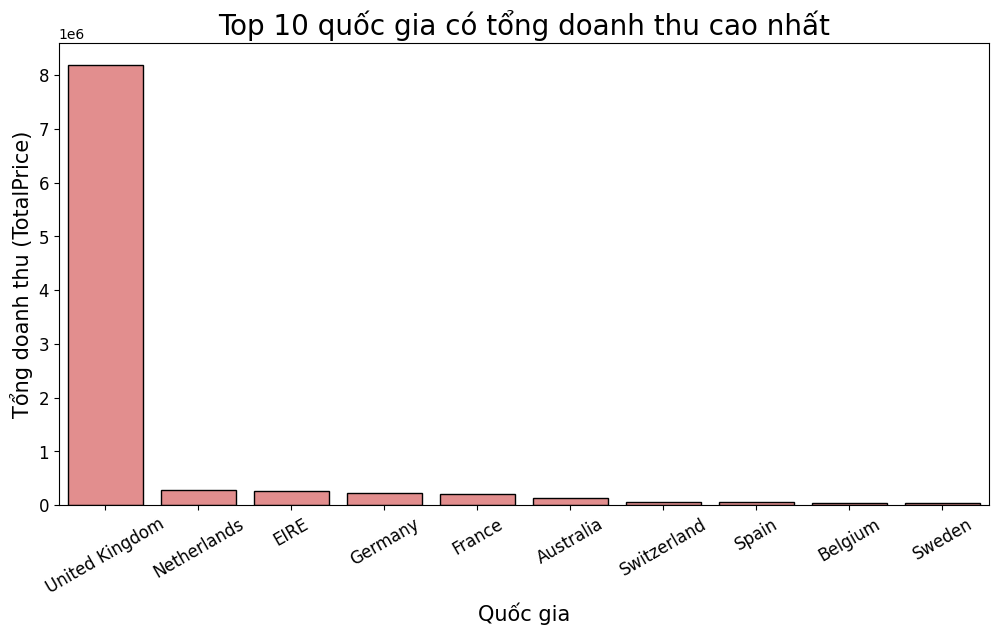 Top 10 quốc gia có tổng doanh thu cao nhất
1e6
Tổng doanh thu (TotalPrice)
8
7
6
5
4
3
2
1
0
United Kingdom
Netherlands
EIRE
Germany
France
Australia
Switzerland
Spain
Belgium
Sweden
Quốc gia